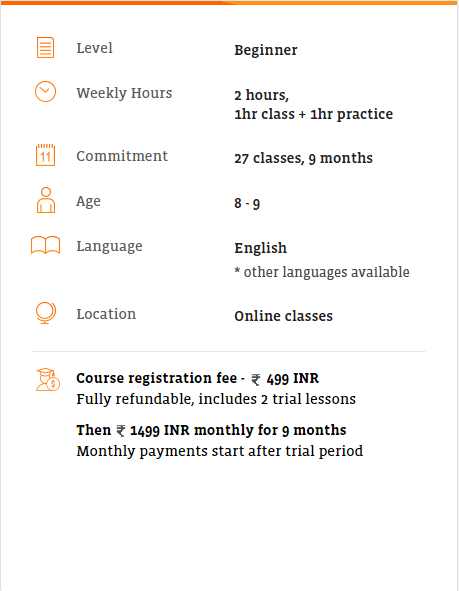 Level
Beginner
Weekly Hours
2 hours,
1hr class + 1hr practice
11
Commitment
27 classes, 9 months
Age
8 - 9
Language
English
* other languages available
Location
Online classes
$
Course registration fee - ₹ 499 INR
Fully refundable, includes 2 trial lessons
Then ₹ 1499 INR monthly for 9 months
Monthly payments start after trial period